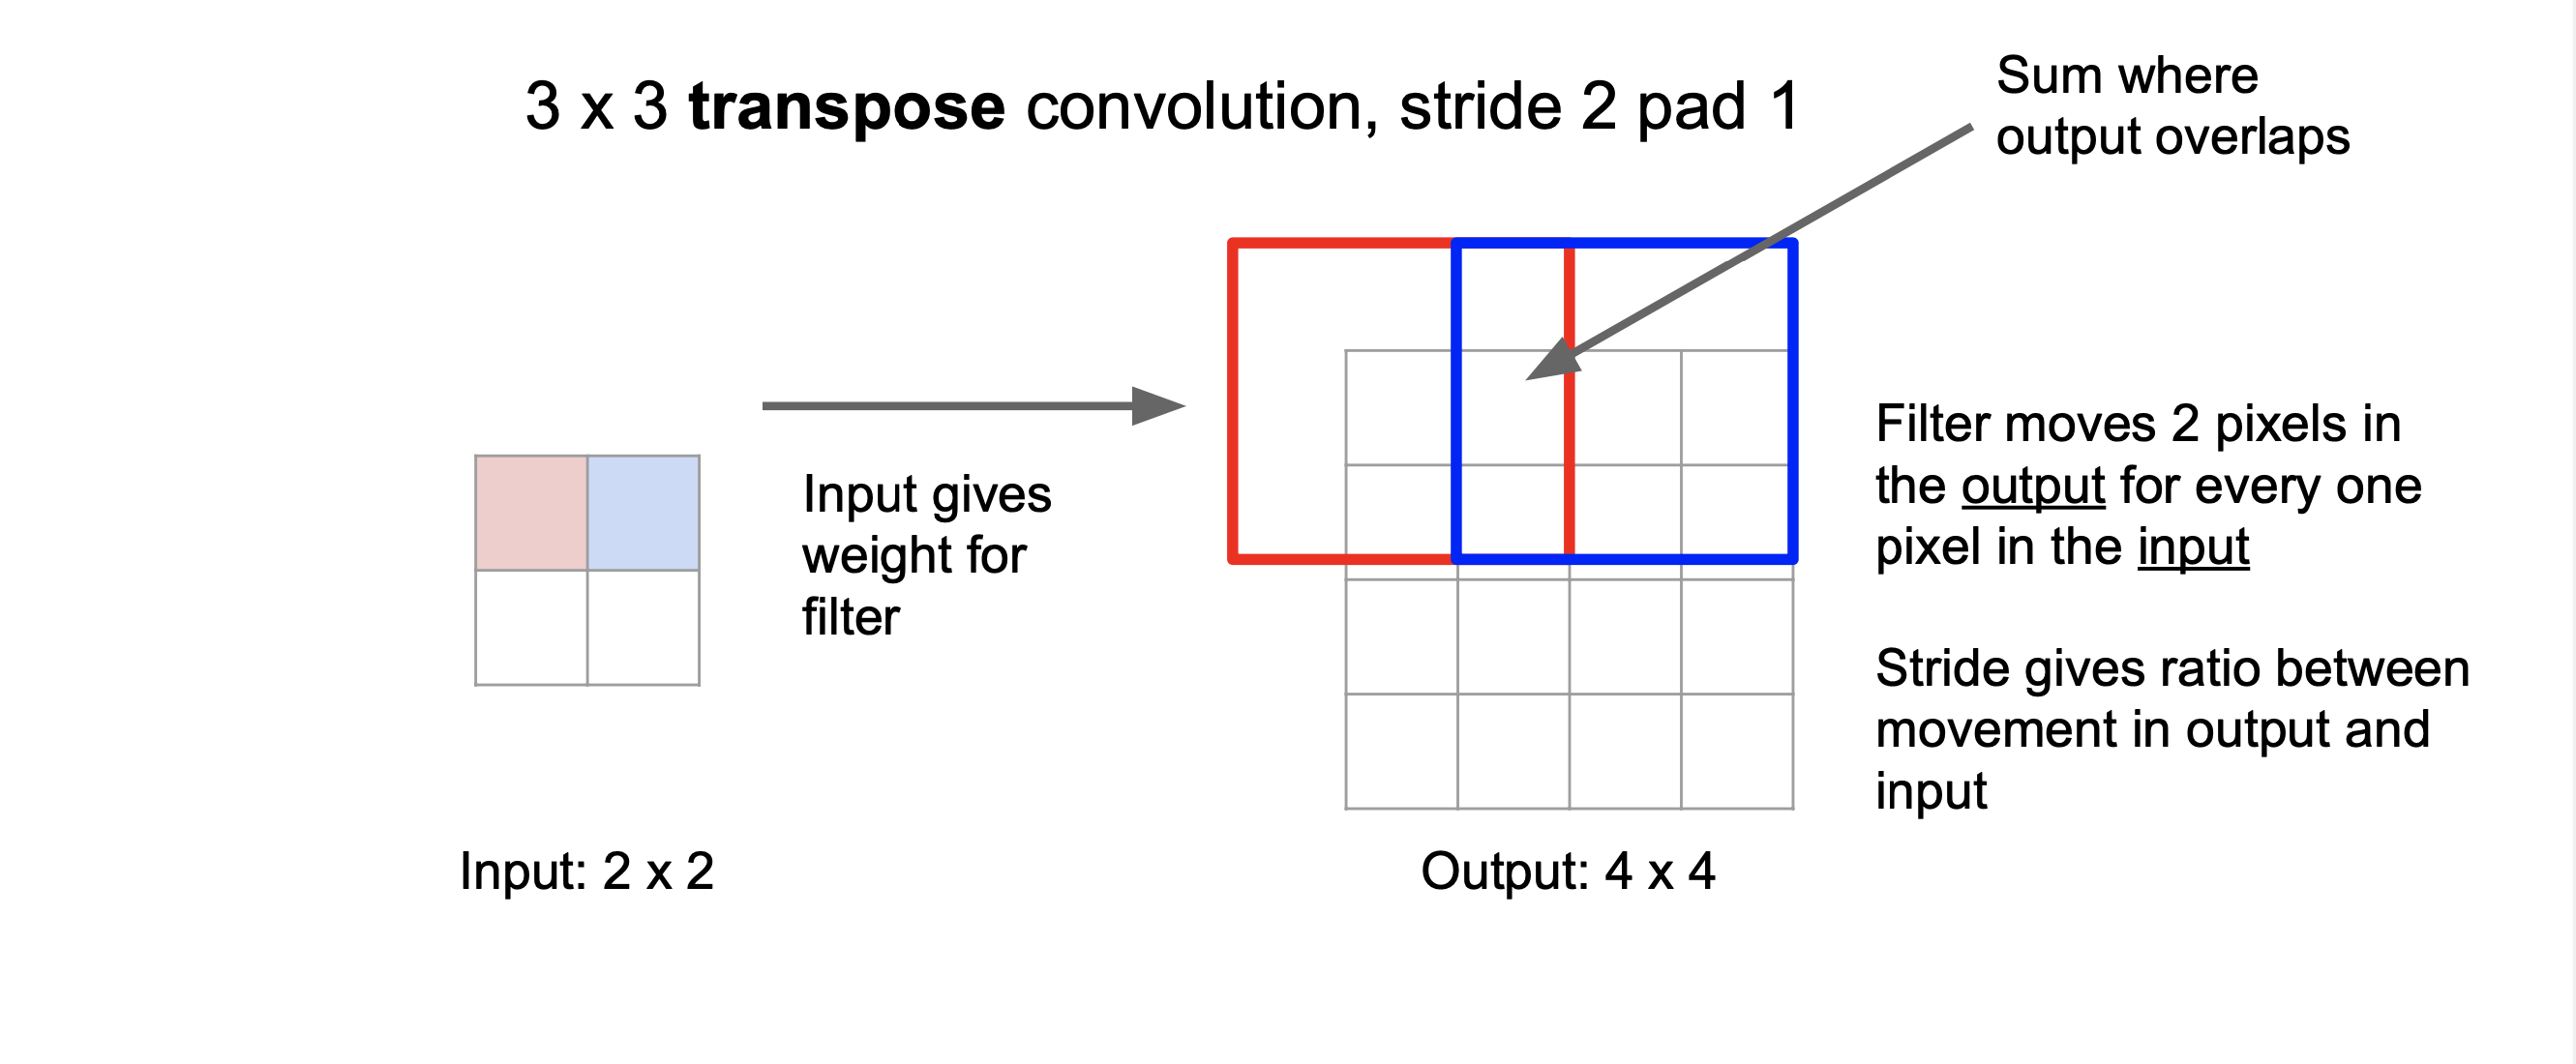 3 x 3 transpose convolution, stride 2 pad 1
Sum where
output overlaps
Input gives
weight for
filter
Filter moves 2 pixels in
the output for every one
pixel in the input
Stride gives ratio between
movement in output and
input
Input: 2 x 2
Output: 4 x 4